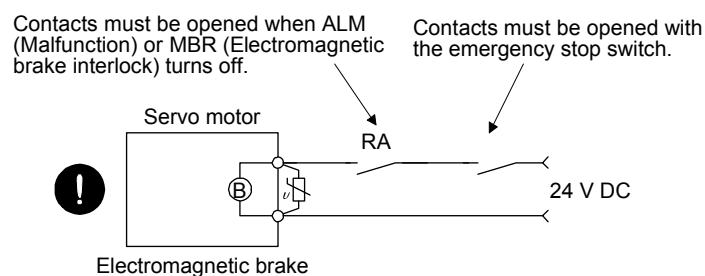 Contacts must be opened when ALM
(Malfunction) or MBR (Electromagnetic
brake interlock) turns off.
Contacts must be opened with
the emergency stop switch.
Servo motor
RA
B
υ
24 V DC
Electromagnetic brake